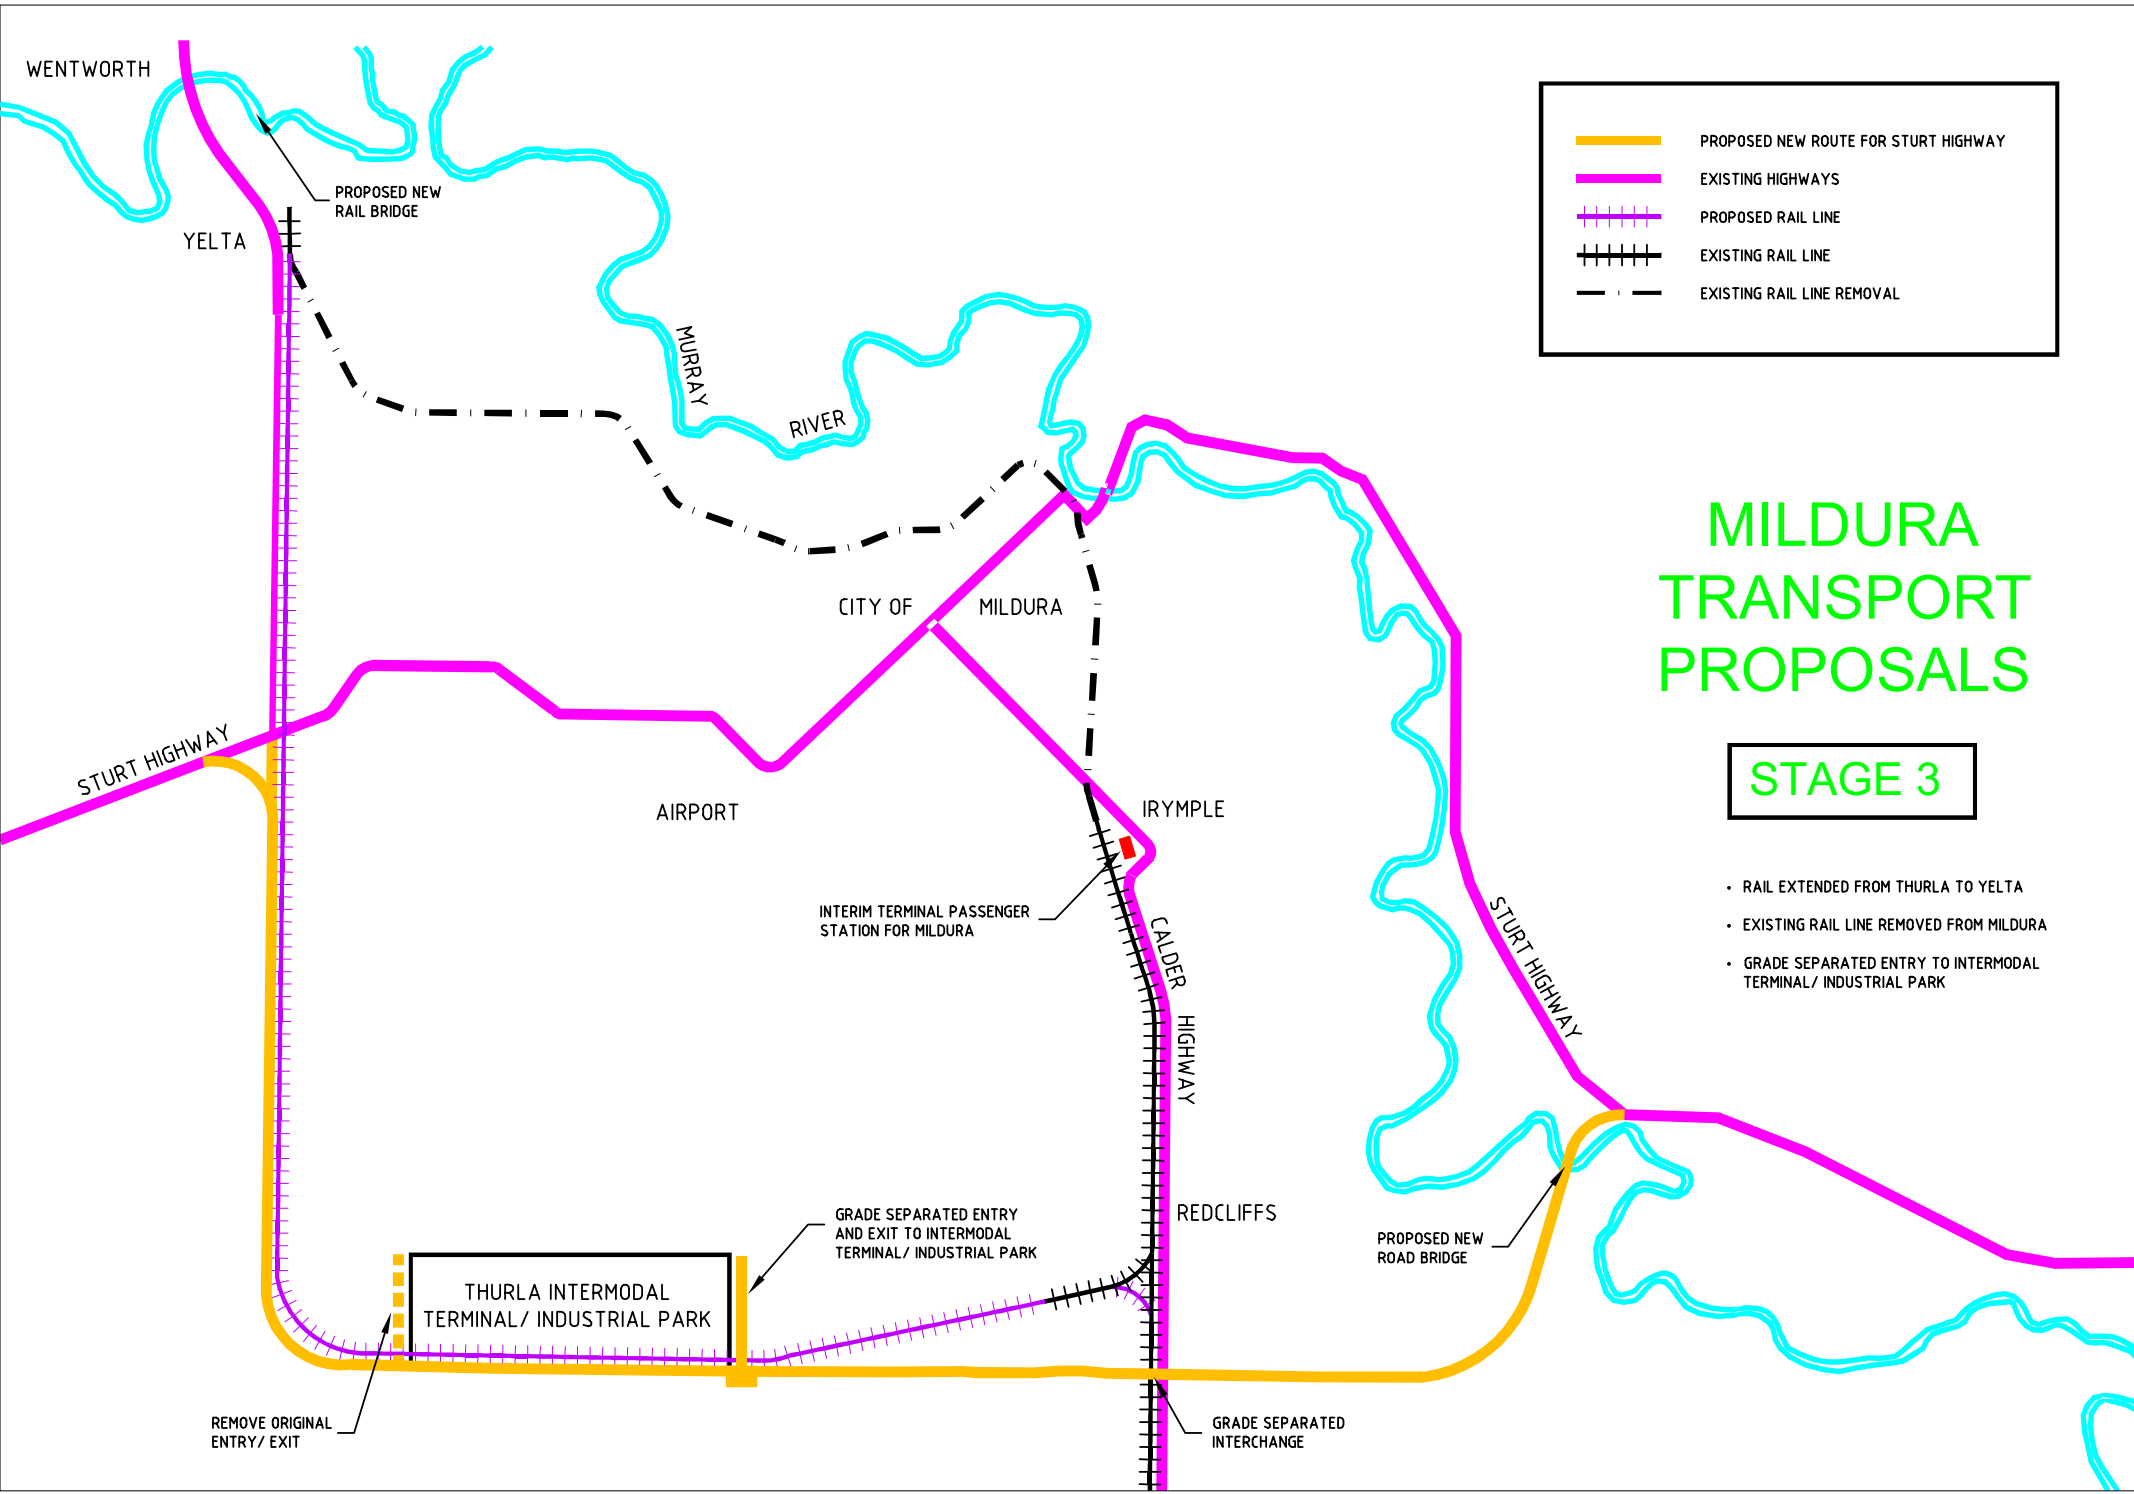 WENTWORTH
PROPOSED NEW
RAIL BRIDGE
YELTA
MURRAY
RIVER
PROPOSED NEW ROUTE FOR STURT HIGHWAY
EXISTING HIGHWAYS
PROPOSED RAIL LINE
EXISTING RAIL LINE
EXISTING RAIL LINE REMOVAL
MILDURA
TRANSPORT
PROPOSALS
STAGE 3
• RAIL EXTENDED FROM THURLA TO YELTA
• EXISTING RAIL LINE REMOVED FROM MILDURA
• GRADE SEPARATED ENTRY TO INTERMODAL
TERMINAL/ INDUSTRIAL PARK
CITY OF MILDURA
STURT HIGHWAY
AIRPORT
IRYMPLE
INTERIM TERMINAL PASSENGER
STATION FOR MILDURA
CALDER
HIGHWAY
STURT HIGHWAY
REDCLIFFS
GRADE SEPARATED ENTRY
AND EXIT TO INTERMODAL
TERMINAL/ INDUSTRIAL PARK
PROPOSED NEW
ROAD BRIDGE
THURLA INTERMODAL
TERMINAL/ INDUSTRIAL PARK
REMOVE ORIGINAL
ENTRY/ EXIT
GRADE SEPARATED
INTERCHANGE